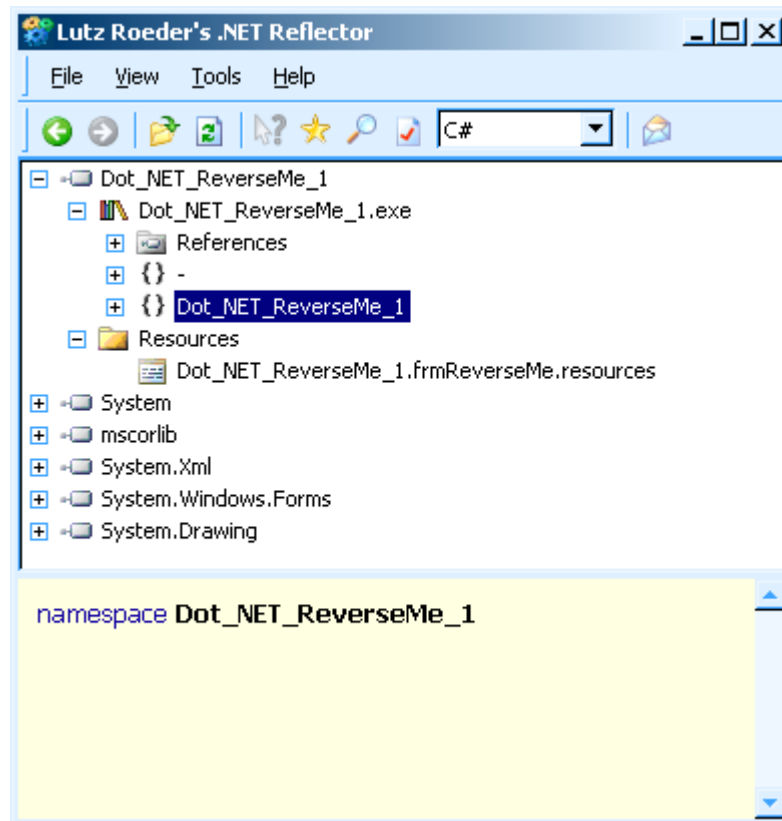 Lutz Roeder's .NET Reflector
File View Tools Help
C#
Dot_NET_ReverseMe_1
Dot_NET_ReverseMe_1.exe
References
{} -
{} Dot_NET_ReverseMe_1
Resources
Dot_NET_ReverseMe_1.frmReverseMe.resources
System
mscorlib
System.Xml
System.Windows.Forms
System.Drawing
namespace Dot_NET_ReverseMe_1